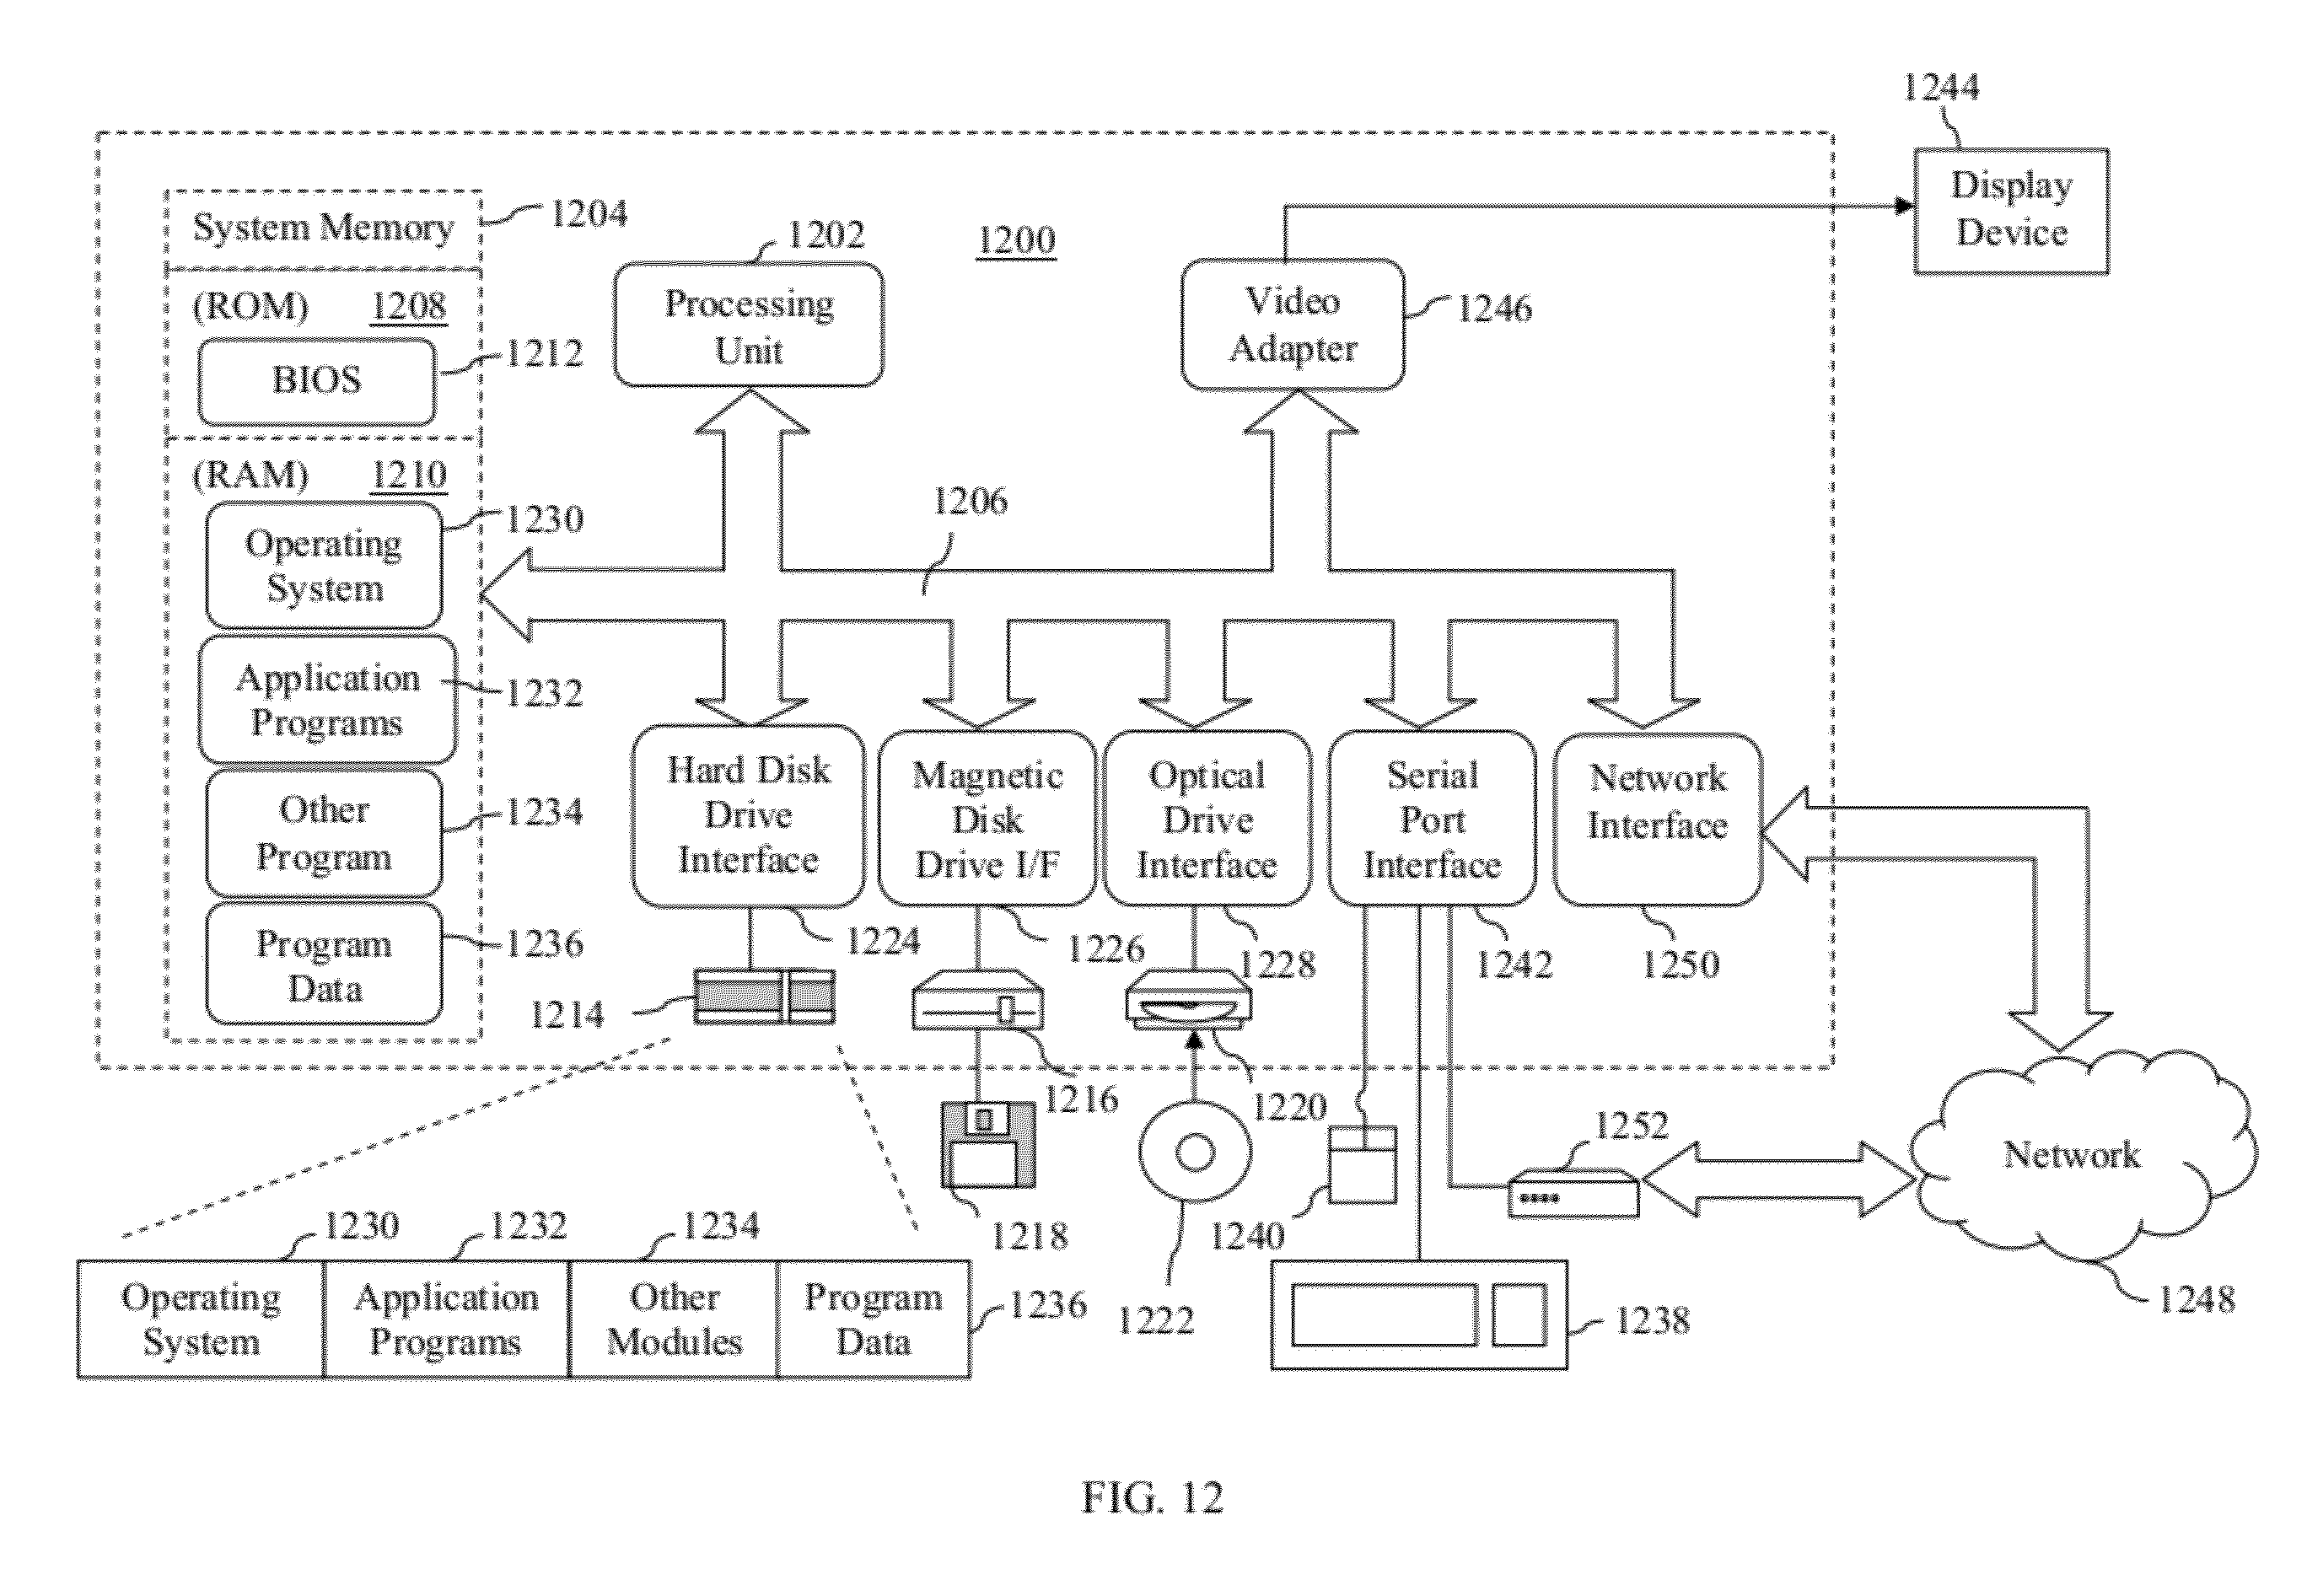 1244
Display
Device
System Memory
1204
1202
1200
Processing
Unit
Video
Adapter
1246
(ROM) 1208
BIOS
1212
(RAM) 1210
Operating
System
1230
1206
Application
Programs
1232
Other
Program
1234
Program
Data
1236
Hard Disk
Drive
Interface
Magnetic
Disk
Drive I/F
Optical
Drive
Interface
Serial
Port
Interface
Network
Interface
1224
1226
1228
1242
1250
1214
1216
1220
1252
Network
1218
1222
1240
1248
1230
1232
1234
Operating
System
Application
Programs
Other
Modules
Program
Data
1236
1238
FIG. 12